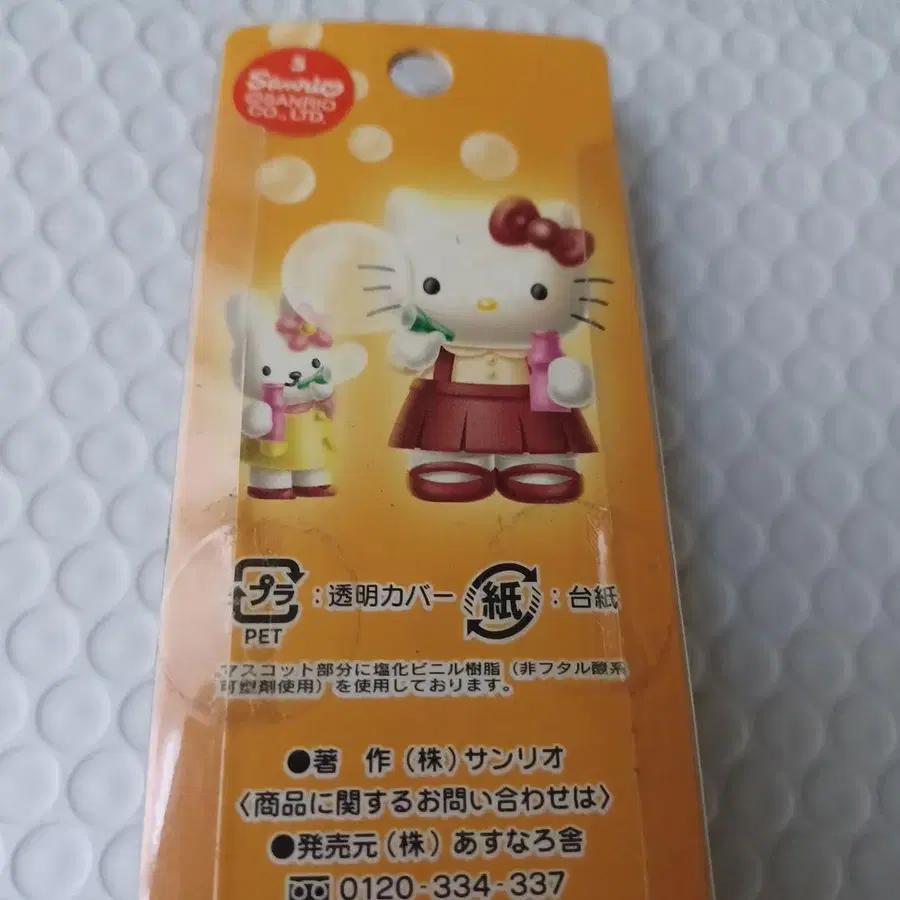 S
Sanrio
©SANRIO
CO., LTD.
プラ：透明カバー 紙：台紙
PET
マスコット部分に塩化ビニル樹脂（非フタル酸系
可塑剤使用）を使用しております。
●著　作（株）サンリオ
〈商品に関するお問い合わせは〉
●発売元（株）あすなろ舎
0120-334-337